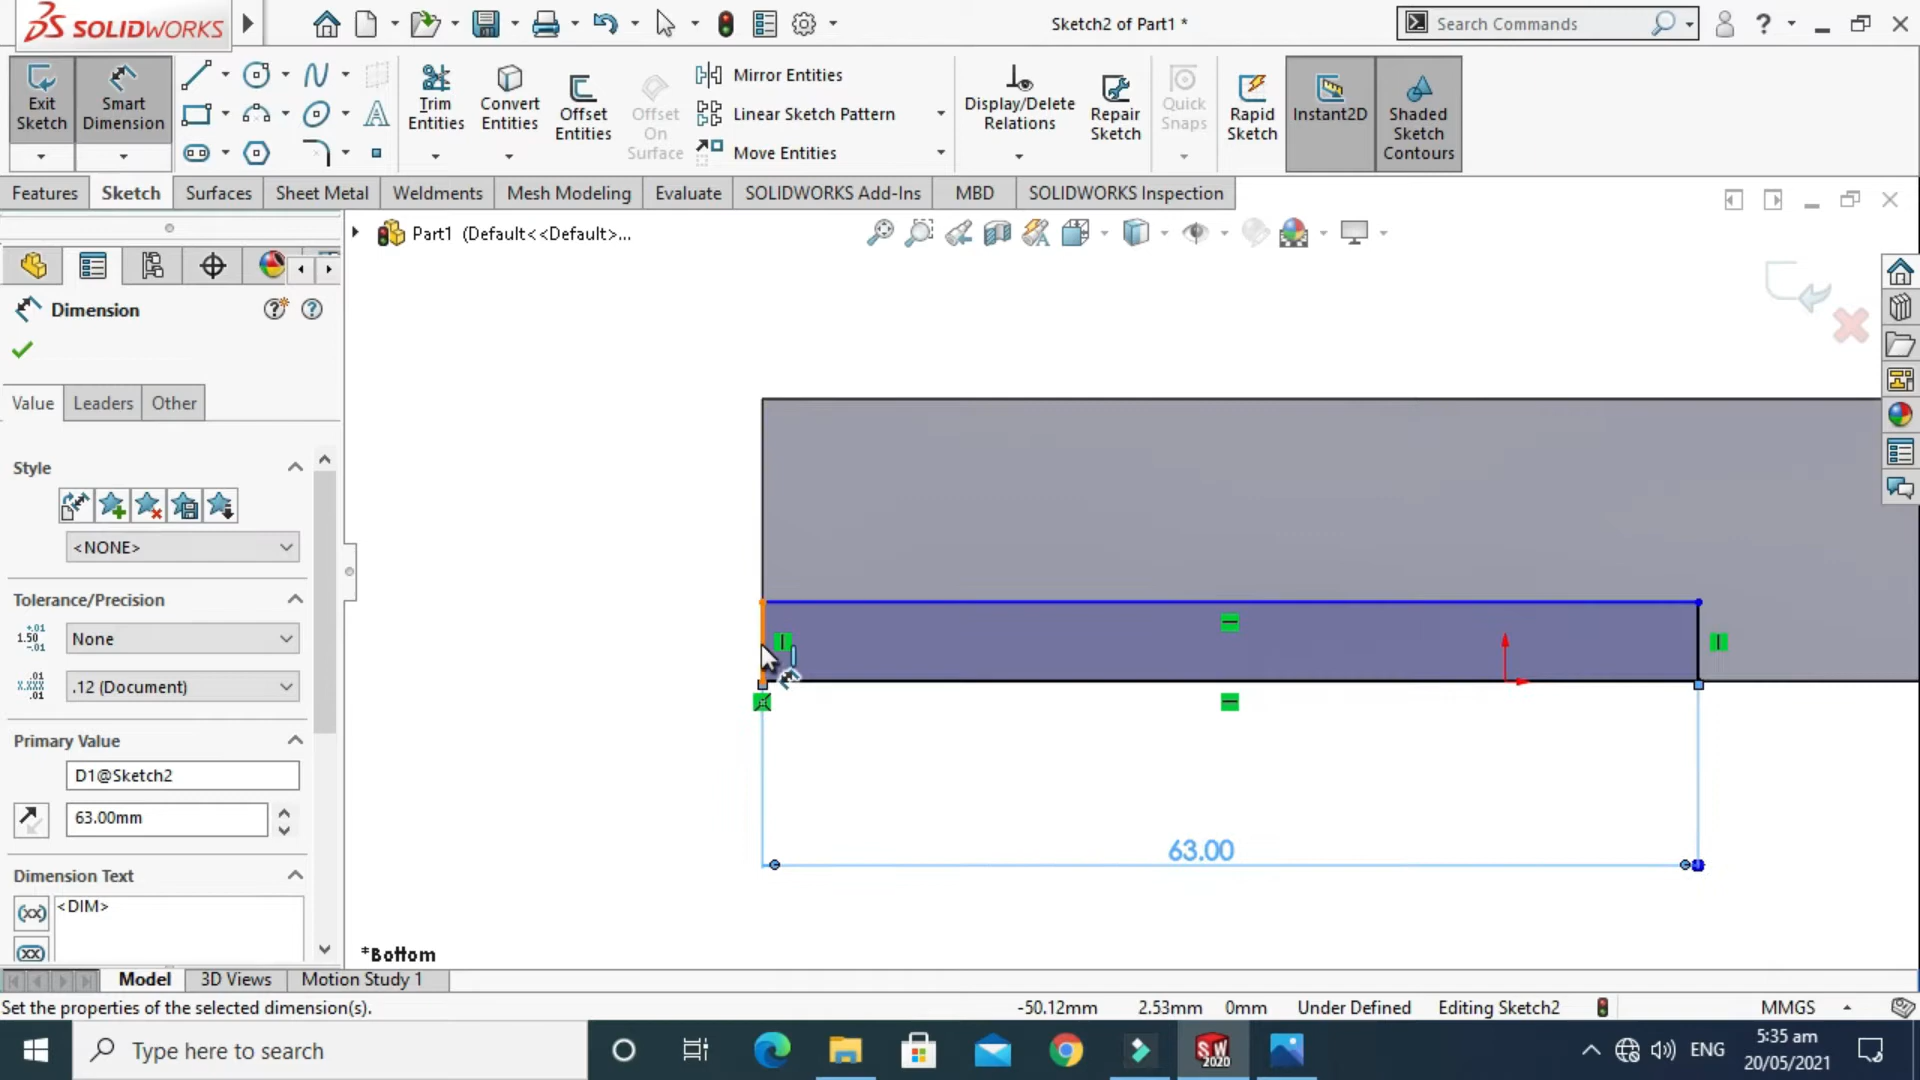 SOLIDWORKS
Sketch2 of Part1 *
Search Commands
Exit Sketch
Smart Dimension
Trim Entities
Convert Entities
Offset Entities
Offset On Surface
Mirror Entities
Linear Sketch Pattern
Move Entities
Display/Delete Relations
Repair Sketch
Quick Snaps
Rapid Sketch
Instant2D
Shaded Sketch Contours
Features
Sketch
Surfaces
Sheet Metal
Weldments
Mesh Modeling
Evaluate
SOLIDWORKS Add-Ins
MBD
SOLIDWORKS Inspection
Part1 (Default<<Default>...
Dimension
Value
Leaders
Other
Style
<NONE>
Tolerance/Precision
None
.12 (Document)
Primary Value
D1@Sketch2
63.00mm
Dimension Text
<DIM>
63.00
*Bottom
Model
3D Views
Motion Study 1
Set the properties of the selected dimension(s).
-50.12mm
2.53mm
0mm
Under Defined
Editing Sketch2
MMGS
Type here to search
SW
2020
ENG
5:35 am
20/05/2021